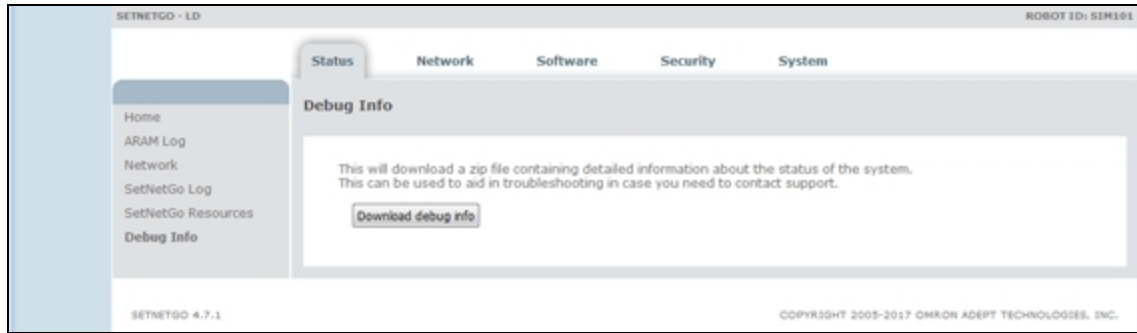 SETNETGO - LD
ROBOT ID: SIM101
Status Network Software Security System
Debug Info
Home
ARAM Log
Network
SetNetGo Log
SetNetGo Resources
Debug Info
This will download a zip file containing detailed information about the status of the system.
This can be used to aid in troubleshooting in case you need to contact support.
Download debug info
SETNETGO 4.7.1
COPYRIGHT 2005-2017 OMRON ADEPT TECHNOLOGIES, INC.